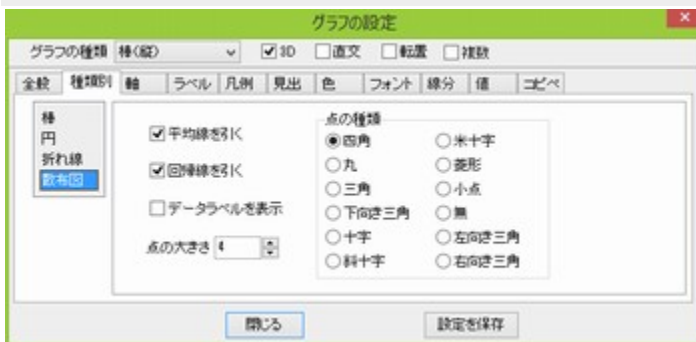 グラフの設定
グラフの種類 棒(縦) 3D 直交 転置 複数
全般 種類別 軸 ラベル 凡例 見出 色 フォント 線分 値 コピペ
棒
円
折れ線
散布図
平均線を引く
回帰線を引く
データラベルを表示
点の大きさ 4
点の種類
四角 米十字
丸 菱形
三角 小点
下向き三角 無
十字 左向き三角
斜十字 右向き三角
閉じる 設定を保存